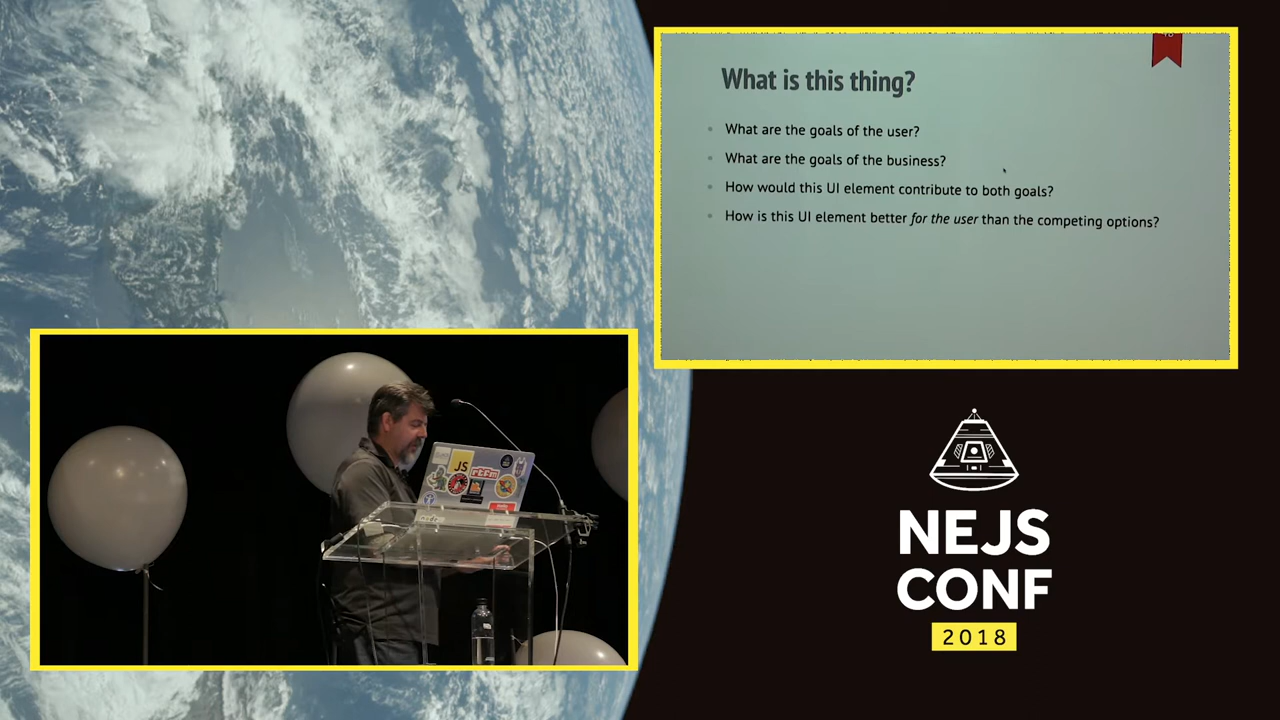 What is this thing?
What are the goals of the user?
What are the goals of the business?
How would this UI element contribute to both goals?
How is this UI element better for the user than the competing options?
JS
rtfm
NEJS
CONF
2018